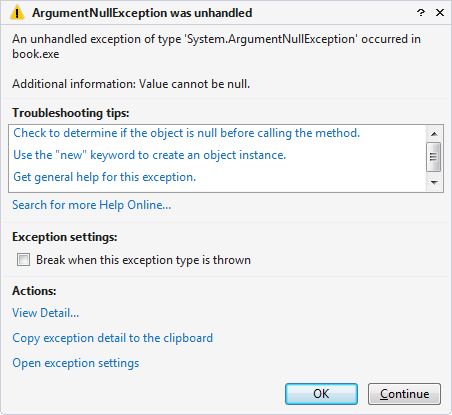 ArgumentNullException was unhandled
An unhandled exception of type 'System.ArgumentNullException' occurred in
book.exe
Additional information: Value cannot be null.
Troubleshooting tips:
Check to determine if the object is null before calling the method.
Use the "new" keyword to create an object instance.
Get general help for this exception.
Search for more Help Online...
Exception settings:
Break when this exception type is thrown
Actions:
View Detail...
Copy exception detail to the clipboard
Open exception settings
OK
Continue